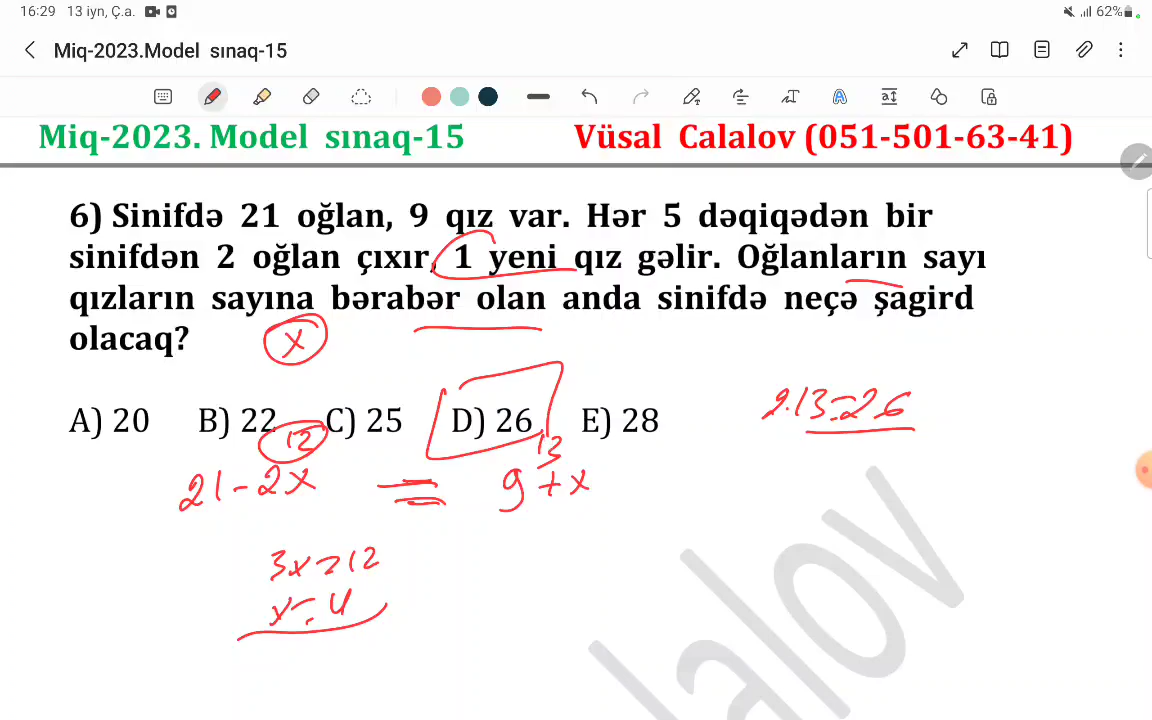 16:29 13 iyn, Ç.a. 62%
Miq-2023.Model sınaq-15
Miq-2023. Model sınaq-15 Vüsal Calalov (051-501-63-41)
6) Sinifdə 21 oğlan, 9 qız var. Hər 5 dəqiqədən bir
sinifdən 2 oğlan çıxır, 1 yeni qız gəlir. Oğlanların sayı
qızların sayına bərabər olan anda sinifdə neçə şagird
olacaq? x
A) 20 B) 22 C) 25 D) 26 E) 28 2.13=26
12 13
21-2x = 9+x
3x=12
x=4
alov